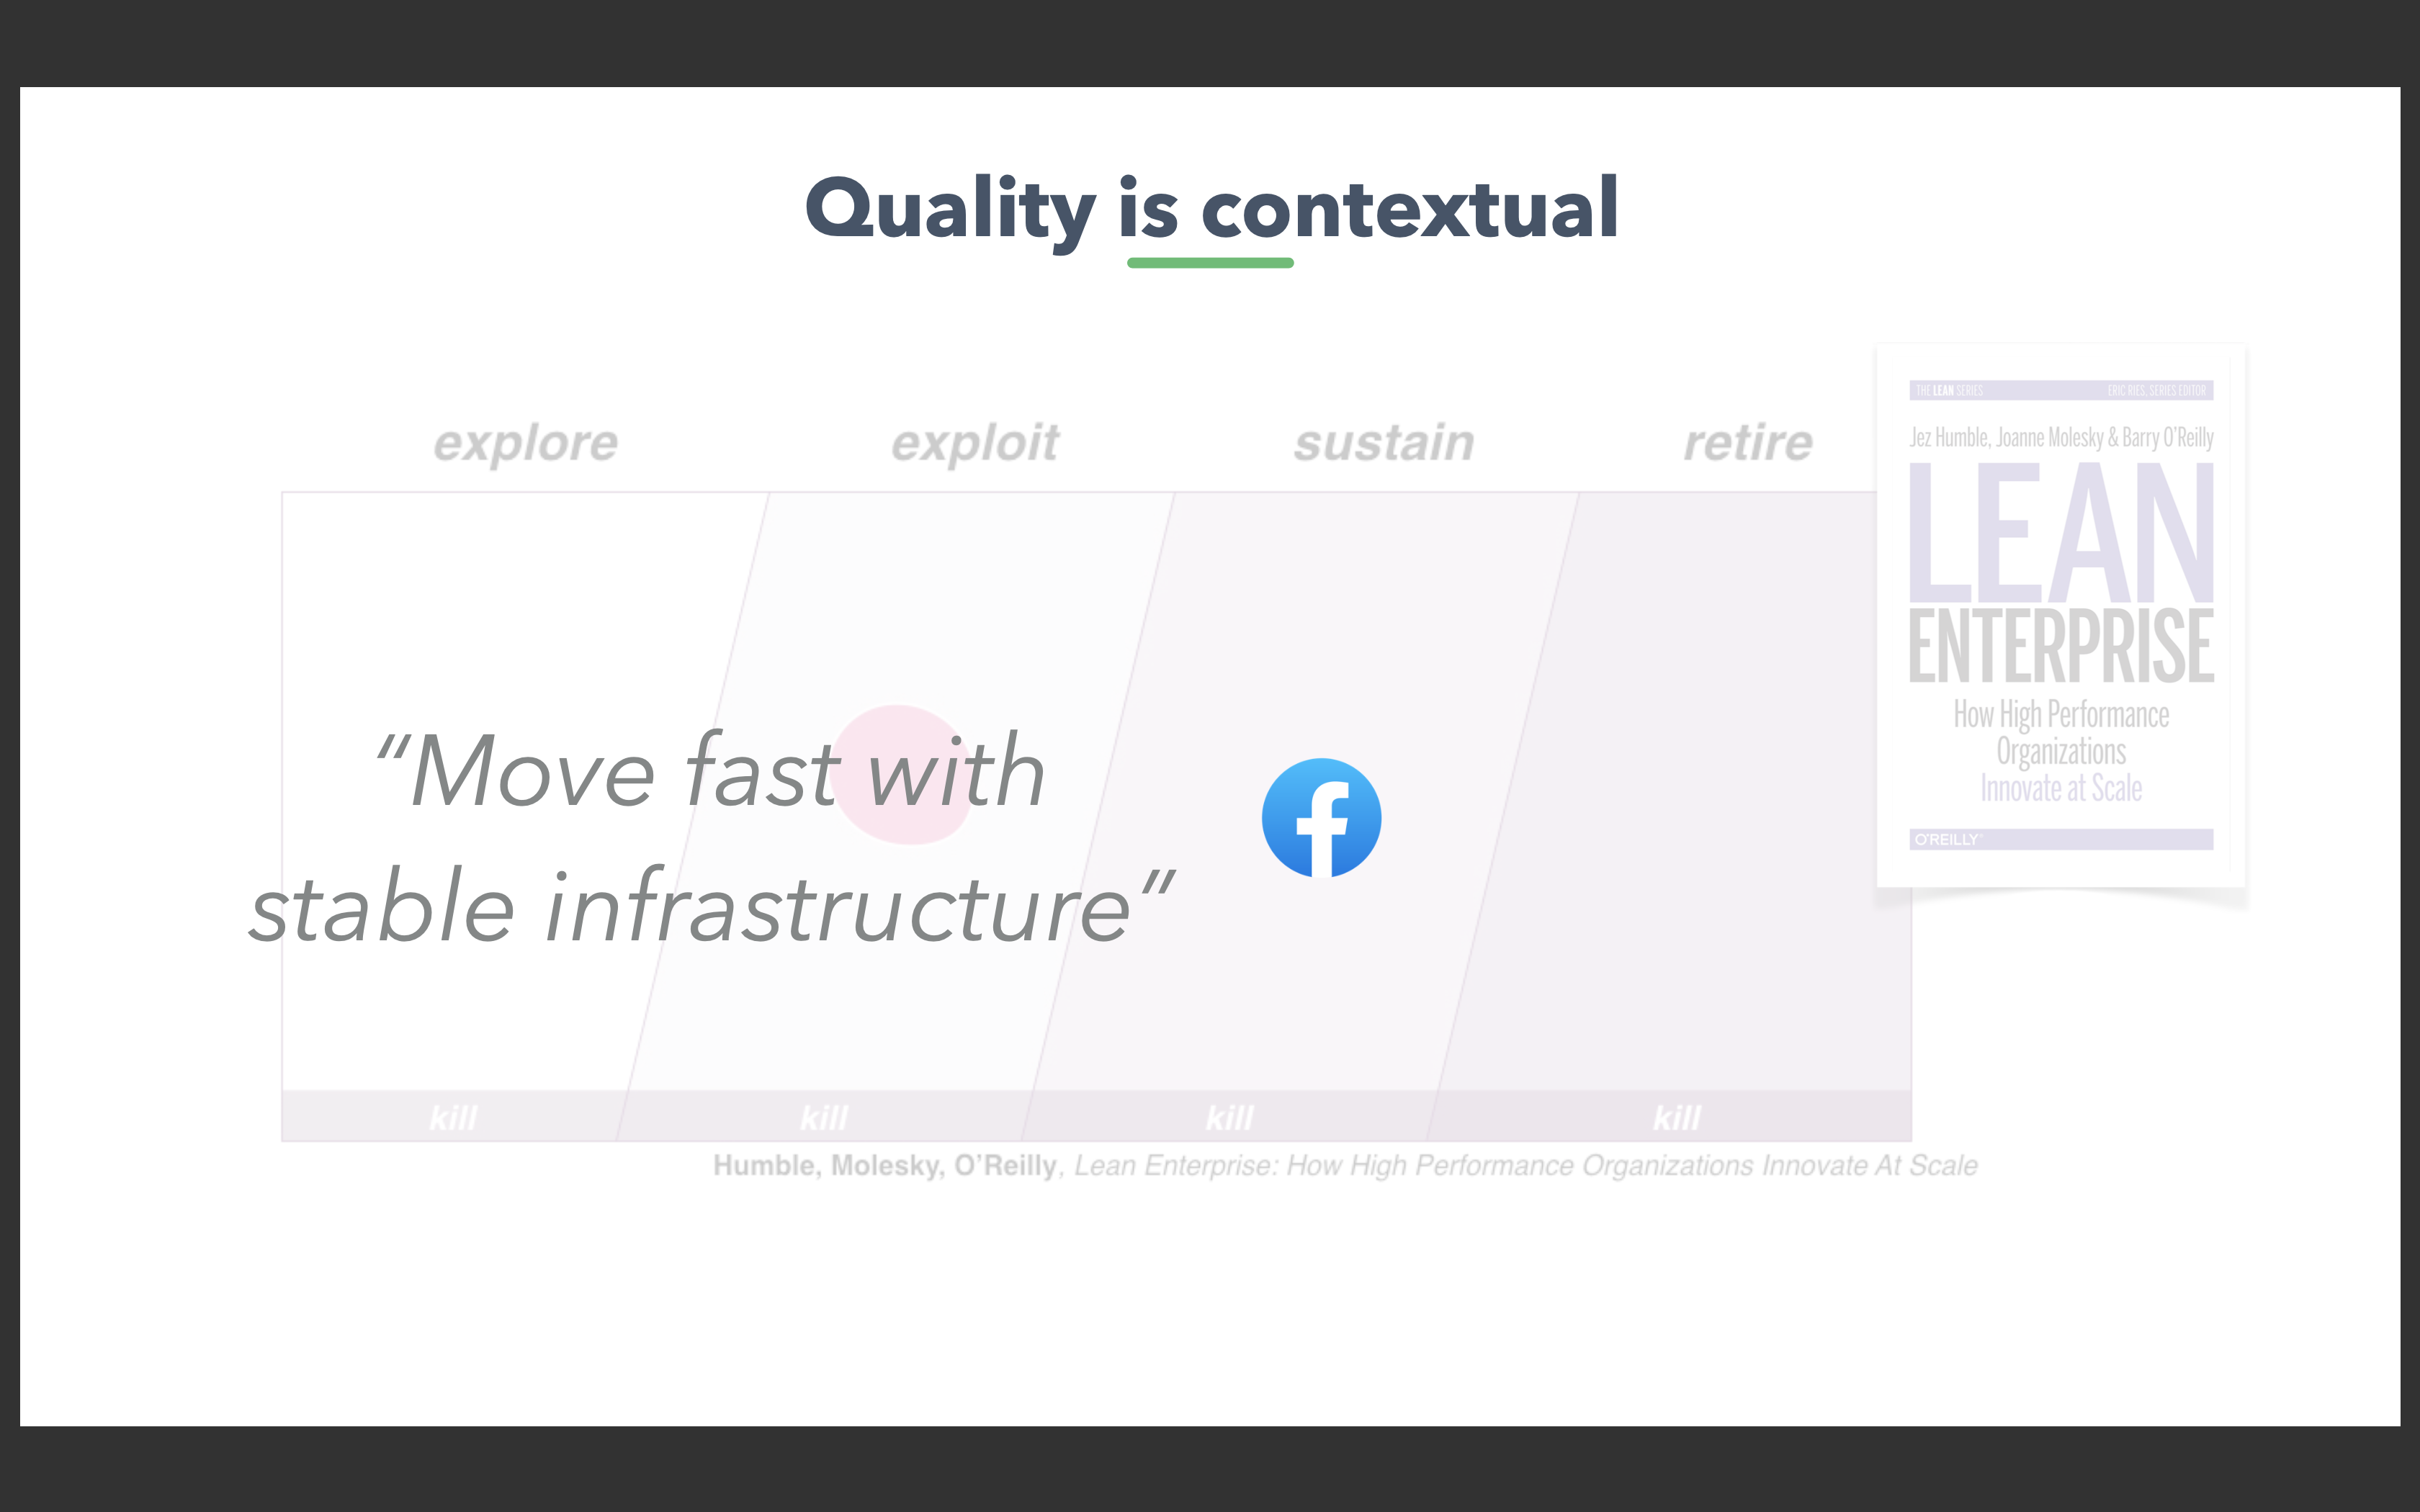 Quality is contextual
explore exploit sustain retire
“Move fast with
stable infrastructure”
kill kill kill kill
Humble, Molesky, O’Reilly, Lean Enterprise: How High Performance Organizations Innovate At Scale
THE LEAN SERIES ERIC RIES, SERIES EDITOR
Jez Humble, Joanne Molesky & Barry O’Reilly
LEAN
ENTERPRISE
How High Performance
Organizations
Innovate at Scale
O’REILLY®